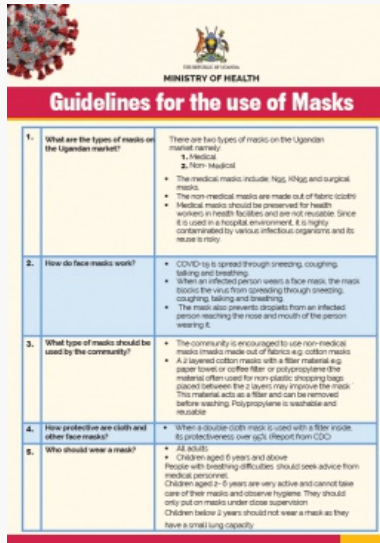 THE REPUBLIC OF UGANDA
MINISTRY OF HEALTH
Guidelines for the use of Masks
1. What are the types of masks on
the Ugandan market?
There are two types of masks on the Ugandan
market namely:
1. Medical
2. Non- Medical
• The medical masks include; N95, KN95 and surgical
masks.
• The non-medical masks are made out of fabric (cloth)
• Medical masks should be preserved for health
workers in health facilities and are not reusable. Since
it is used in a hospital environment, it is highly
contaminated by various infectious organisms and its
reuse is risky.
2. How do face masks work?
• COVID-19 is spread through sneezing, coughing,
talking and breathing.
• When an infected person wears a face mask, the mask
blocks the virus from spreading through sneezing,
coughing, talking and breathing.
• The mask also prevents droplets from an infected
person reaching the nose and mouth of the person
wearing it.
3. What type of masks should be
used by the community?
• The community is encouraged to use non-medical
masks (masks made out of fabrics e.g. cotton masks
• A 2 layered cotton masks with a filter material e.g.
paper towel or coffee filter or polypropylene (the
material often used for non-plastic shopping bags
placed between the 2 layers may improve the mask
This material acts as a filter and can be removed
before washing. Polypropylene is washable and
reusable
4. How protective are cloth and
other face masks?
• When a double cloth mask is used with a filter inside,
its protectiveness over 95% (Report from CDC)
5. Who should wear a mask?
• All adults
• Children aged 6 years and above
People with breathing difficulties should seek advice from
medical personnel.
Children aged 2- 6 years are very active and cannot take
care of their masks and observe hygiene. They should
only put on masks under close supervision
Children below 2 years should not wear a mask as they
have a small lung capacity